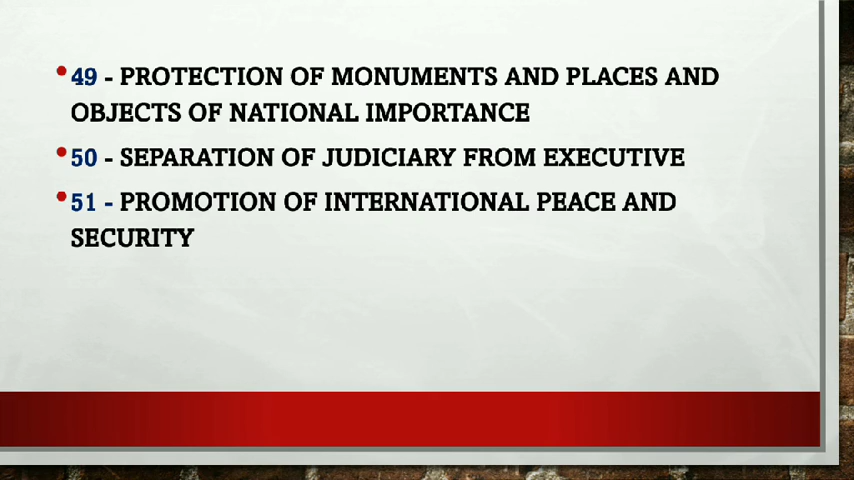 • 49 - PROTECTION OF MONUMENTS AND PLACES AND
OBJECTS OF NATIONAL IMPORTANCE
• 50 - SEPARATION OF JUDICIARY FROM EXECUTIVE
• 51 - PROMOTION OF INTERNATIONAL PEACE AND
SECURITY